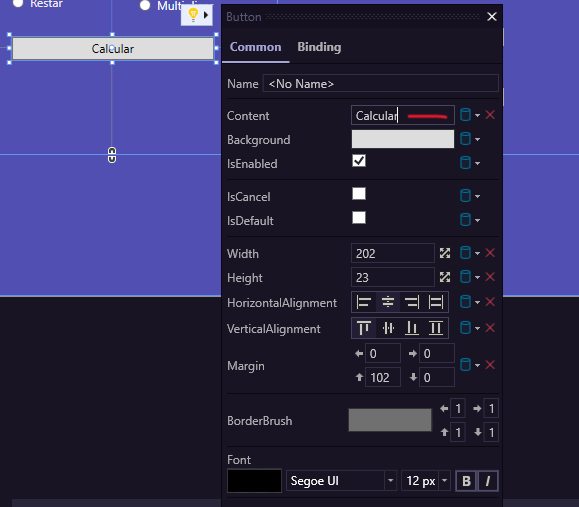 Restar
Button
Calcular
Common Binding
Name <No Name>
Content Calcular
Background
IsEnabled
IsCancel
IsDefault
Width 202
Height 23
HorizontalAlignment
VerticalAlignment
0 0
Margin
102 0
1 1
BorderBrush
1 1
Font
Segoe UI 12 px B I